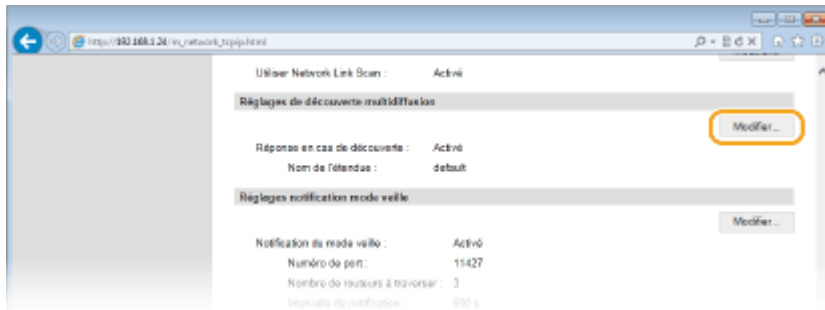 http://192.168.1.24/m_network_tcpip.html
Utiliser Network Link Scan : Activé
Réglages de découverte multidiffusion
Modifier...
Réponse en cas de découverte : Activé
Nom de l'étendue : default
Réglages notification mode veille
Modifier...
Notification du mode veille : Activé
Numéro de port : 11427
Nombre de routeurs à traverser : 3
Intervalle de notification : 600 s